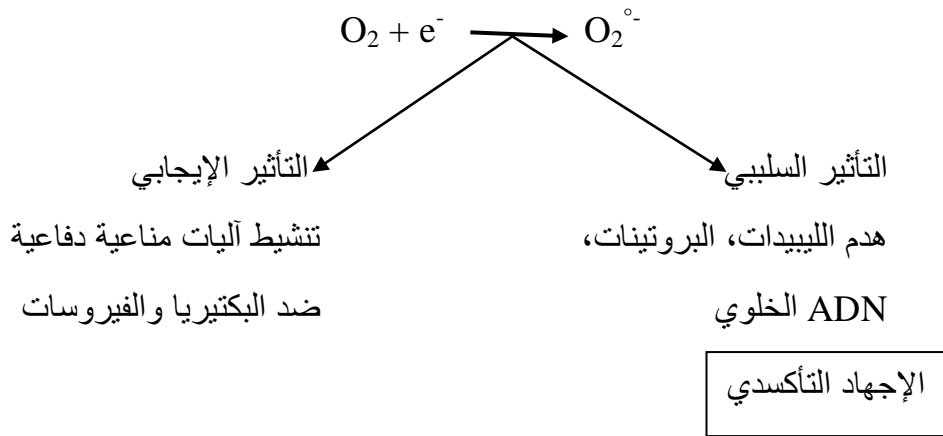 O₂ + e⁻ → O₂°⁻
التأثير السلبي
هدم الليبيدات، البروتينات،
ADN الخلوي
الإجهاد التأكسدي
التأثير الإيجابي
تنشيط آليات مناعية دفاعية
ضد البكتيريا والفيروسات